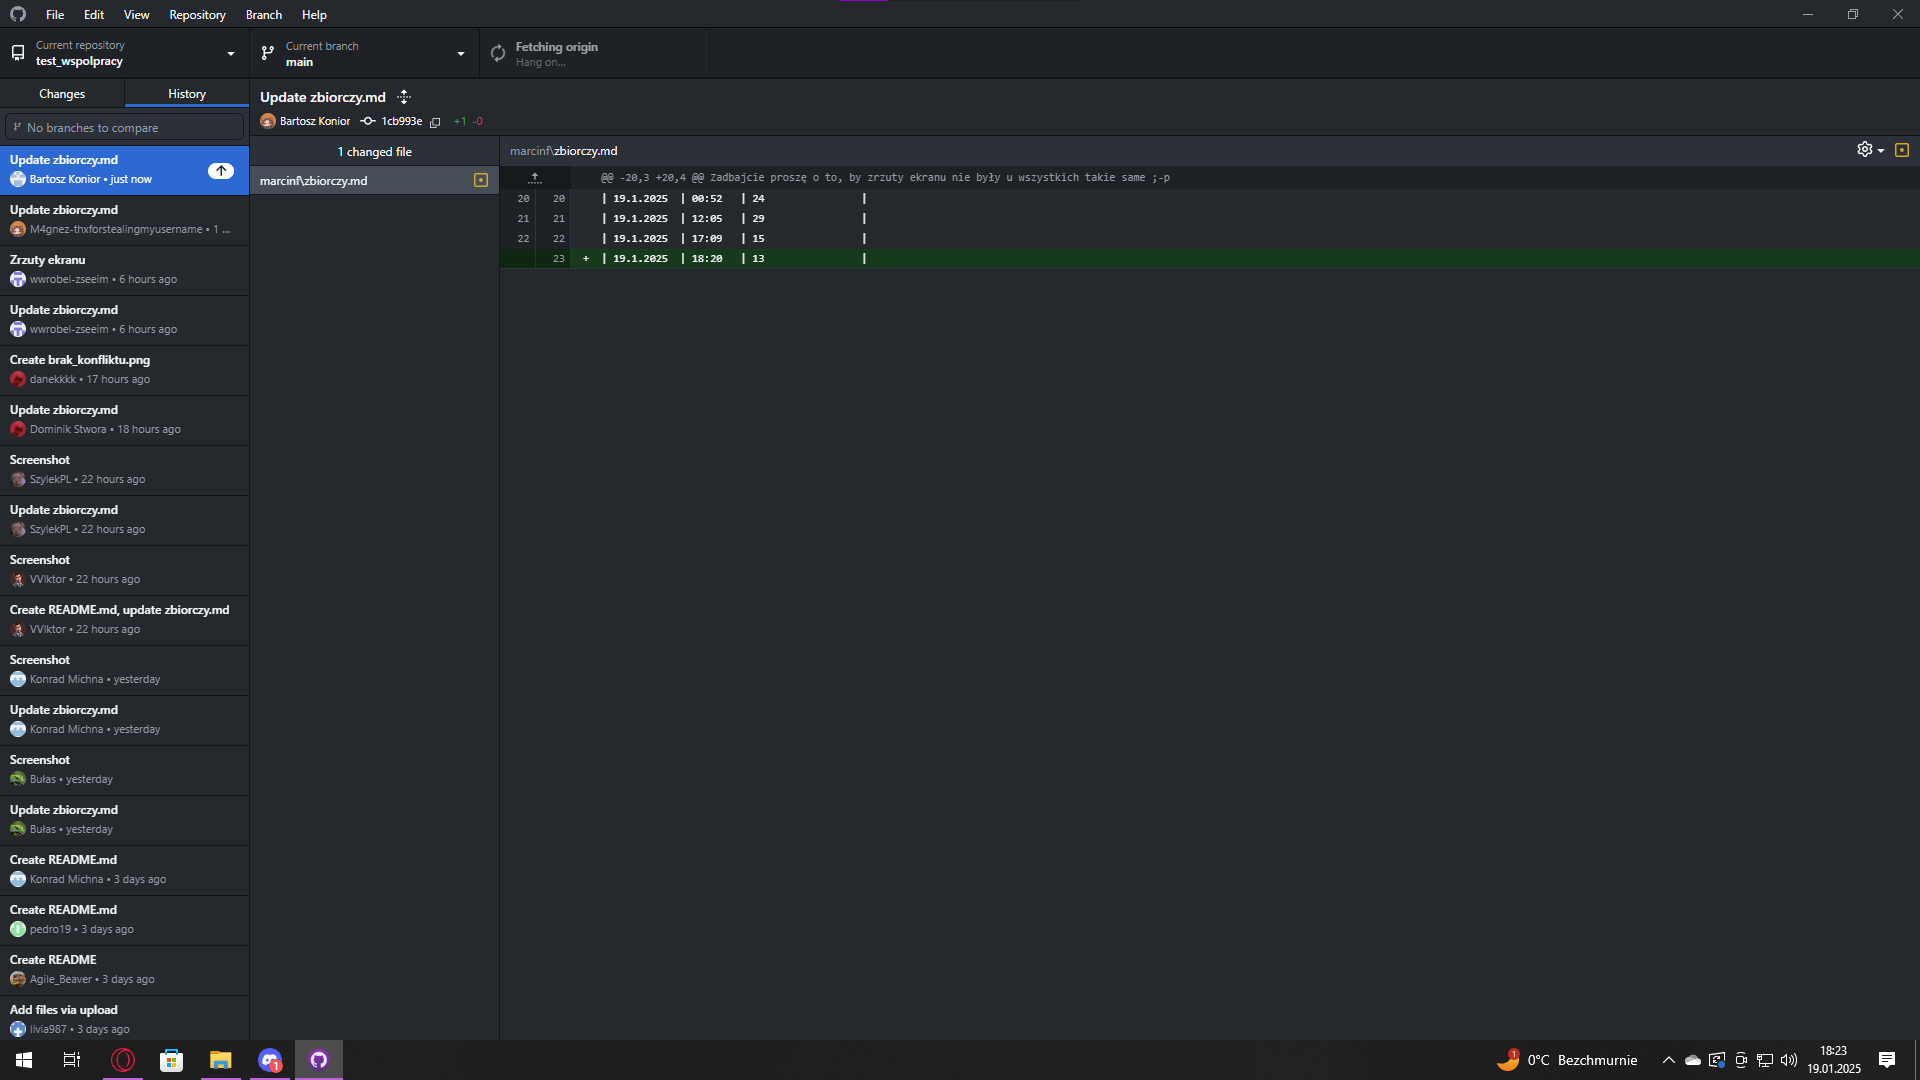 File Edit View Repository Branch Help
Current repository
test_wspolpracy
Current branch
main
Fetching origin
Hang on...
Changes
History
No branches to compare
Update zbiorczy.md
Bartosz Konior • just now
Update zbiorczy.md
M4gnez-thxforstealingmyusername • 1 ...
Zrzuty ekranu
wwrobel-zseeim • 6 hours ago
Update zbiorczy.md
wwrobel-zseeim • 6 hours ago
Create brak_konfliktu.png
danekkkk • 17 hours ago
Update zbiorczy.md
Dominik Stwora • 18 hours ago
Screenshot
SzylekPL • 22 hours ago
Update zbiorczy.md
SzylekPL • 22 hours ago
Screenshot
VVIktor • 22 hours ago
Create README.md, update zbiorczy.md
VVIktor • 22 hours ago
Screenshot
Konrad Michna • yesterday
Update zbiorczy.md
Konrad Michna • yesterday
Screenshot
Bułas • yesterday
Update zbiorczy.md
Bułas • yesterday
Create README.md
Konrad Michna • 3 days ago
Create README.md
pedro19 • 3 days ago
Create README
Agile_Beaver • 3 days ago
Add files via upload
livia987 • 3 days ago
Update zbiorczy.md
Bartosz Konior 1cb993e +1 -0
1 changed file
marcinf\zbiorczy.md
marcinf\zbiorczy.md
@@ -20,3 +20,4 @@ Zadbajcie proszę o to, by zrzuty ekranu nie były u wszystkich takie same ;-p
20 20 | 19.1.2025 | 00:52 | 24 |
21 21 | 19.1.2025 | 12:05 | 29 |
22 22 | 19.1.2025 | 17:09 | 15 |
23 + | 19.1.2025 | 18:20 | 13 |
1
1
0°C Bezchmurnie
18:23
19.01.2025